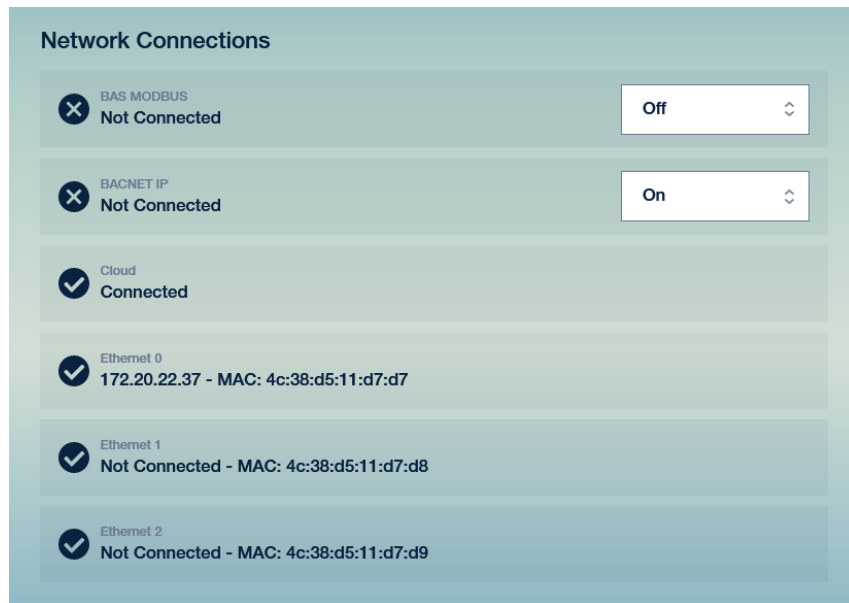 Network Connections
BAS MODBUS
Not Connected
Off
BACNET IP
Not Connected
On
Cloud
Connected
Ethernet 0
172.20.22.37 - MAC: 4c:38:d5:11:d7:d7
Ethernet 1
Not Connected - MAC: 4c:38:d5:11:d7:d8
Ethernet 2
Not Connected - MAC: 4c:38:d5:11:d7:d9